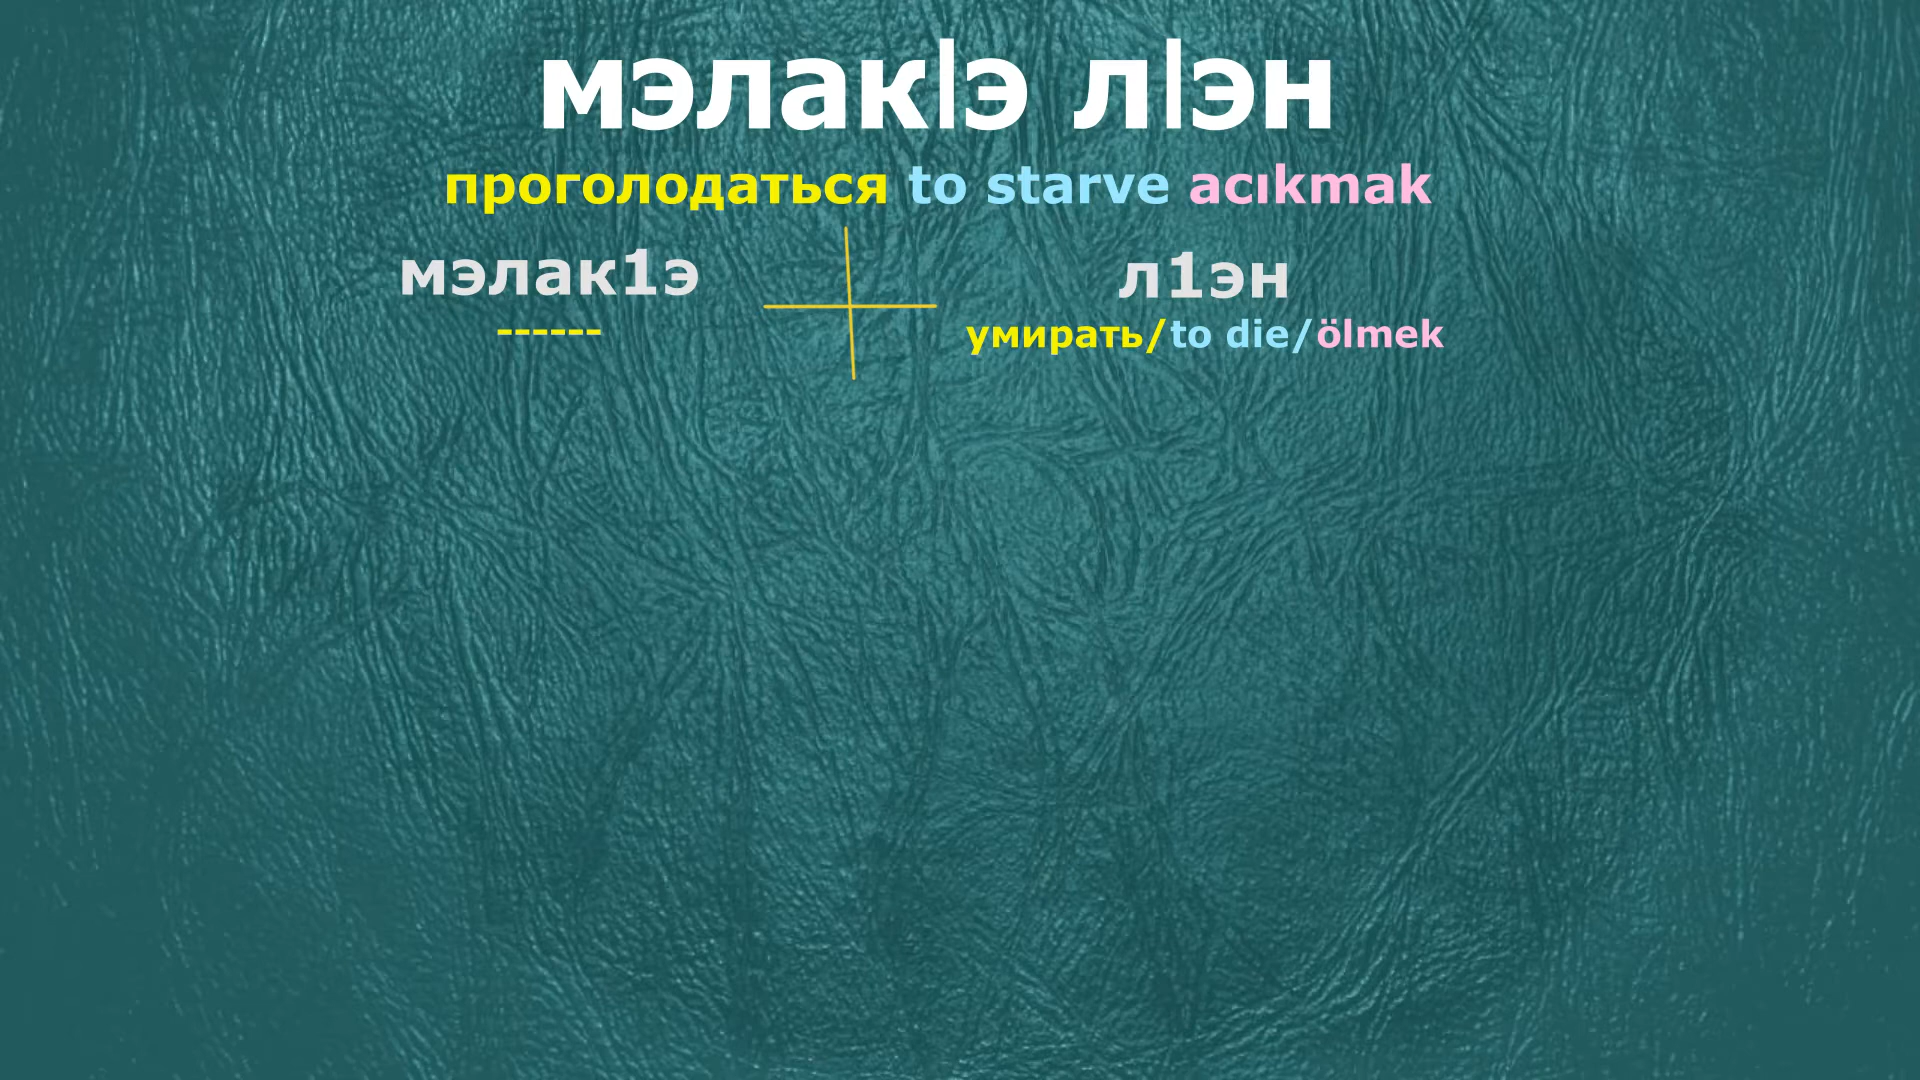 мэлакӏэ лӏэн
проголодаться to starve acıkmak
мэлак1э л1эн
------ умирать/to die/ölmek